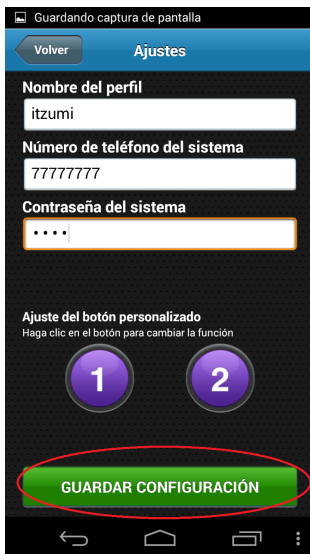 Guardando captura de pantalla
Volver
Ajustes
Nombre del perfil
itzumi
Número de teléfono del sistema
77777777
Contraseña del sistema
••••
Ajuste del botón personalizado
Haga clic en el botón para cambiar la función
1 2
GUARDAR CONFIGURACIÓN